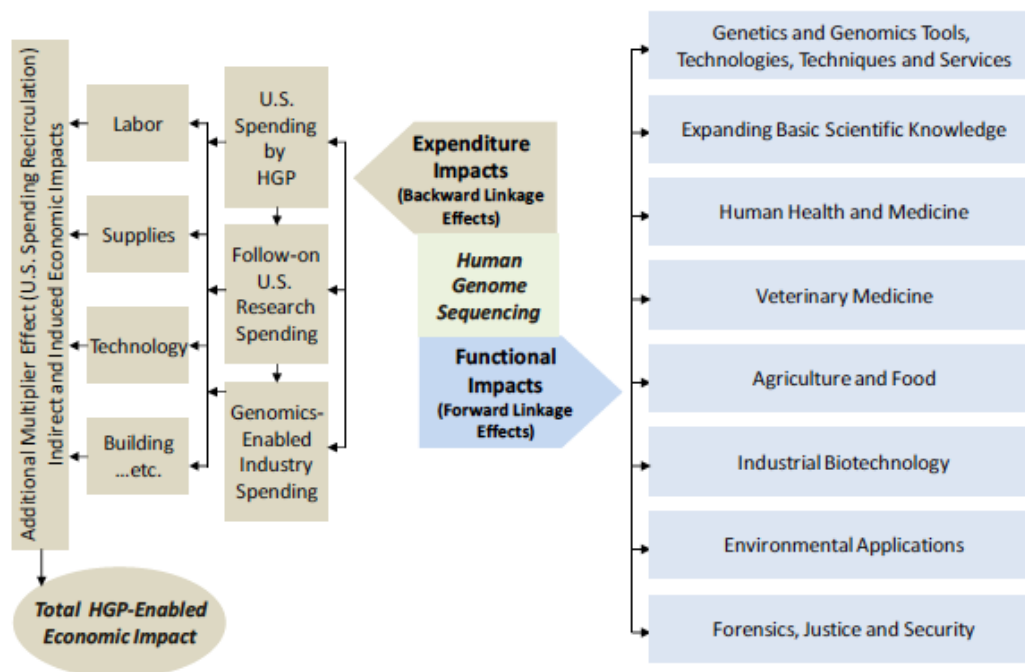 Additional Multiplier Effect (U.S. Spending Recirculation)
Indirect and Induced Economic Impacts
Labor
Supplies
Technology
Building
...etc.
U.S.
Spending
by
HGP
Follow-on
U.S.
Research
Spending
Genomics-
Enabled
Industry
Spending
Total HGP-Enabled
Economic Impact
Expenditure
Impacts
(Backward Linkage
Effects)
Human
Genome
Sequencing
Functional
Impacts
(Forward Linkage
Effects)
Genetics and Genomics Tools,
Technologies, Techniques and Services
Expanding Basic Scientific Knowledge
Human Health and Medicine
Veterinary Medicine
Agriculture and Food
Industrial Biotechnology
Environmental Applications
Forensics, Justice and Security